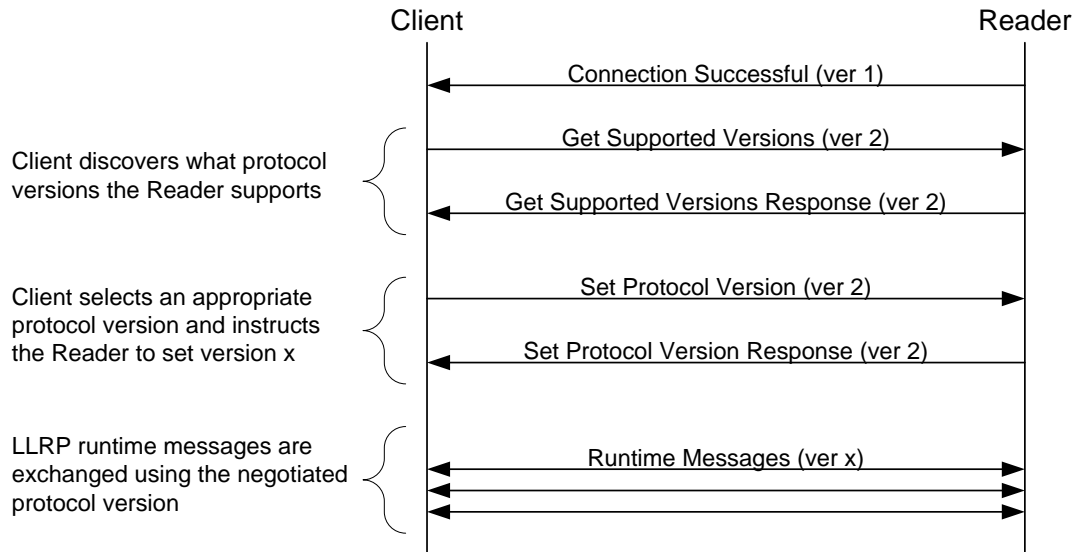 Client
Reader
Connection Successful (ver 1)
Get Supported Versions (ver 2)
Client discovers what protocol
versions the Reader supports
Get Supported Versions Response (ver 2)
Set Protocol Version (ver 2)
Client selects an appropriate
protocol version and instructs
the Reader to set version x
Set Protocol Version Response (ver 2)
LLRP runtime messages are
exchanged using the negotiated
protocol version
Runtime Messages (ver x)